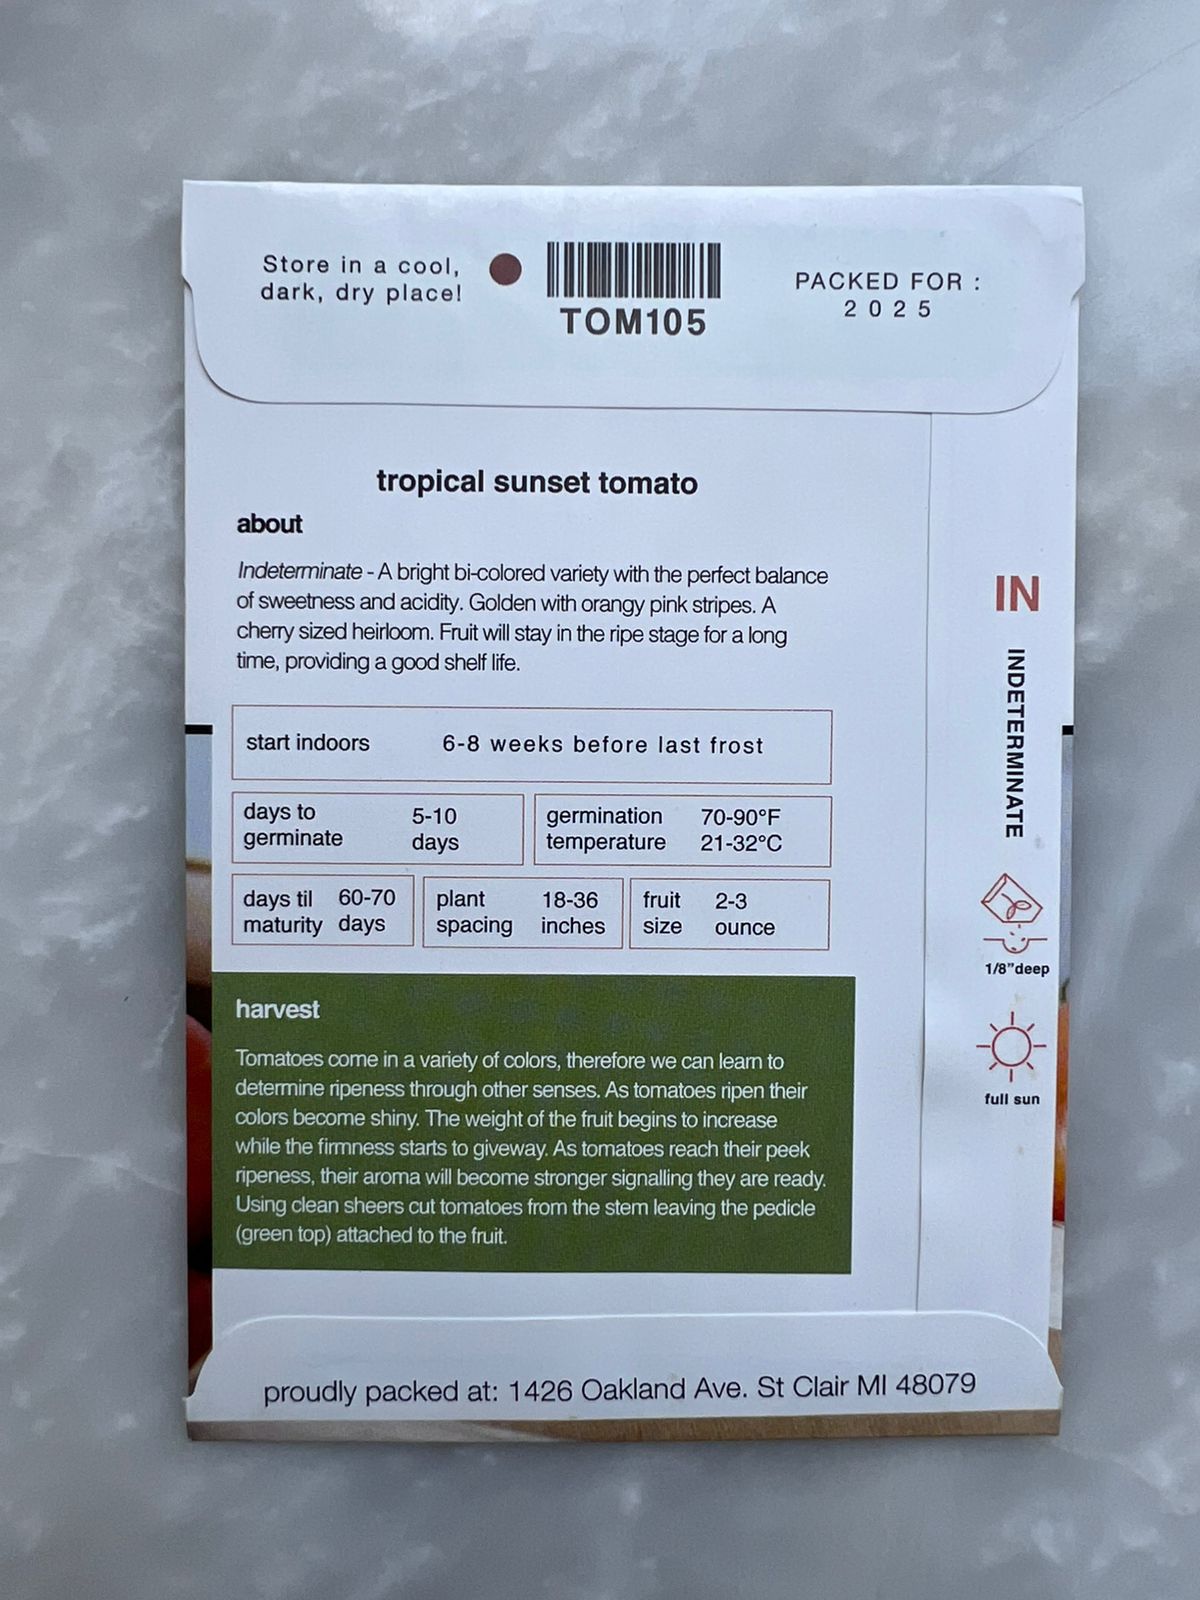 Store in a cool,
dark, dry place!
TOM105
PACKED FOR :
2025
tropical sunset tomato
about
Indeterminate - A bright bi-colored variety with the perfect balance
of sweetness and acidity. Golden with orangy pink stripes. A
cherry sized heirloom. Fruit will stay in the ripe stage for a long
time, providing a good shelf life.
start indoors 6-8 weeks before last frost
days to 5-10
germinate days
germination 70-90°F
temperature 21-32°C
days til 60-70
maturity days
plant 18-36
spacing inches
fruit 2-3
size ounce
harvest
Tomatoes come in a variety of colors, therefore we can learn to
determine ripeness through other senses. As tomatoes ripen their
colors become shiny. The weight of the fruit begins to increase
while the firmness starts to giveway. As tomatoes reach their peek
ripeness, their aroma will become stronger signalling they are ready.
Using clean sheers cut tomatoes from the stem leaving the pedicle
(green top) attached to the fruit.
IN
INDETERMINATE
1/8"deep
full sun
proudly packed at: 1426 Oakland Ave. St Clair MI 48079